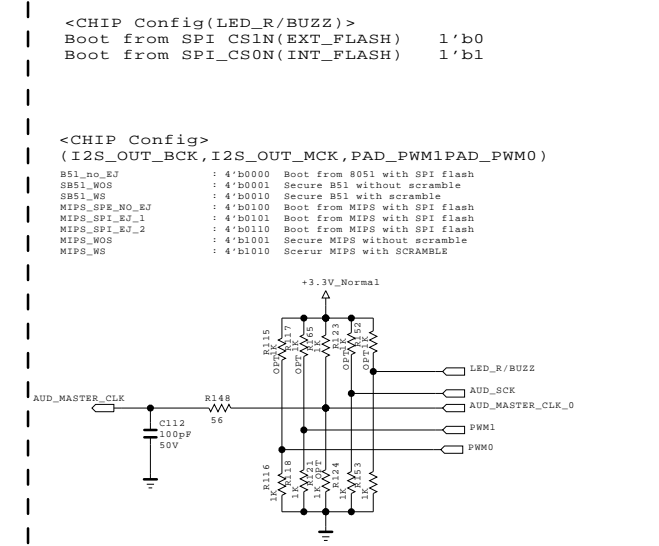 <CHIP Config(LED_R/BUZZ)>
Boot from SPI CS1N(EXT_FLASH) 1'b0
Boot from SPI_CS0N(INT_FLASH) 1'b1
<CHIP Config>
(I2S_OUT_BCK,I2S_OUT_MCK,PAD_PWM1PAD_PWM0)
B51_no_EJ : 4'b0000 Boot from 8051 with SPI flash
SB51_WOS : 4'b0001 Secure B51 without scramble
SB51_WS : 4'b0010 Secure B51 with scramble
MIPS_SPE_NO_EJ : 4'b0100 Boot from MIPS with SPI flash
MIPS_SPI_EJ_1 : 4'b0101 Boot from MIPS with SPI flash
MIPS_SPI_EJ_2 : 4'b0110 Boot from MIPS with SPI flash
MIPS_WOS : 4'b1001 Secure MIPS without scramble
MIPS_WS : 4'b1010 Scerur MIPS with SCRAMBLE
+3.3V_Normal
R115
1K
OPT
R117
1K
OPT
R165
1K
R123
1K
OPT
R152
1K
OPT
LED_R/BUZZ
AUD_SCK
AUD_MASTER_CLK
R148
56
AUD_MASTER_CLK_0
C112
100pF
50V
PWM1
PWM0
R116
1K
R118
1K
R121
1K
OPT
R124
1K
R153
1K